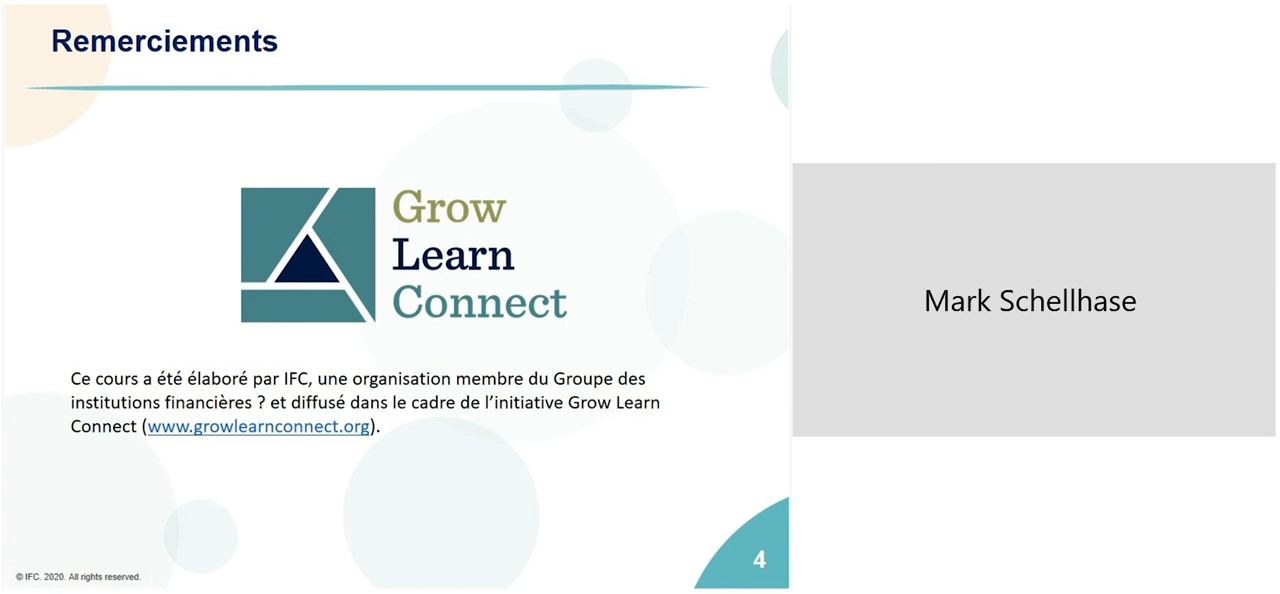 Remerciements
Grow
Learn
Connect
Ce cours a été élaboré par IFC, une organisation membre du Groupe des
institutions financières ? et diffusé dans le cadre de l’initiative Grow Learn
Connect (www.growlearnconnect.org).
© IFC. 2020. All rights reserved.
4
Mark Schellhase